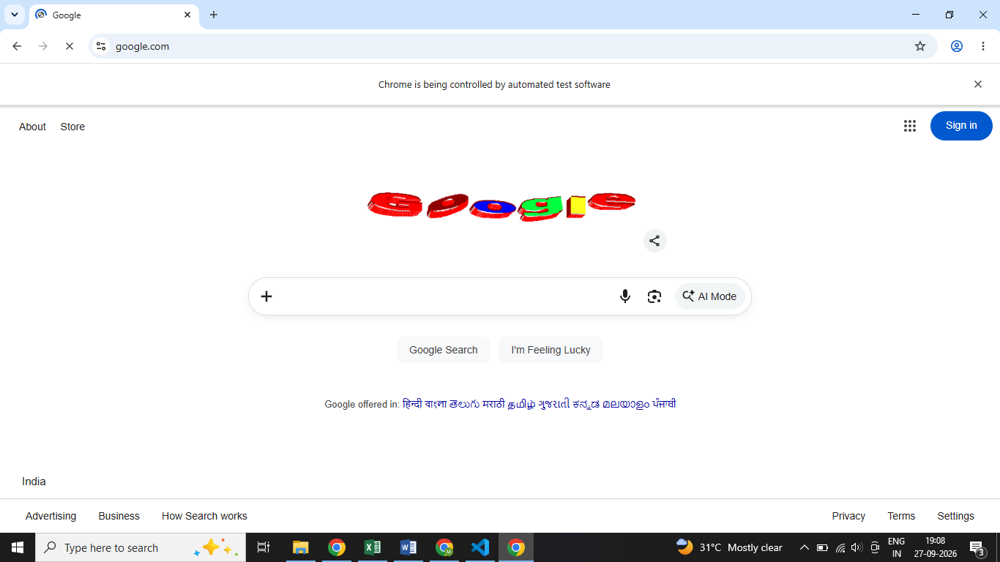 Google
google.com
Chrome is being controlled by automated test software
About Store
Sign in
Google
AI Mode
Google Search I'm Feeling Lucky
Google offered in: हिन्दी বাংলা తెలుగు मराठी தமிழ் ગુજરાતી ಕನ್ನಡ മലയാളം ਪੰਜਾਬੀ
India
Advertising Business How Search works
Privacy Terms Settings
Type here to search
31°C Mostly clear
ENG
IN
19:08
27-09-2026
3